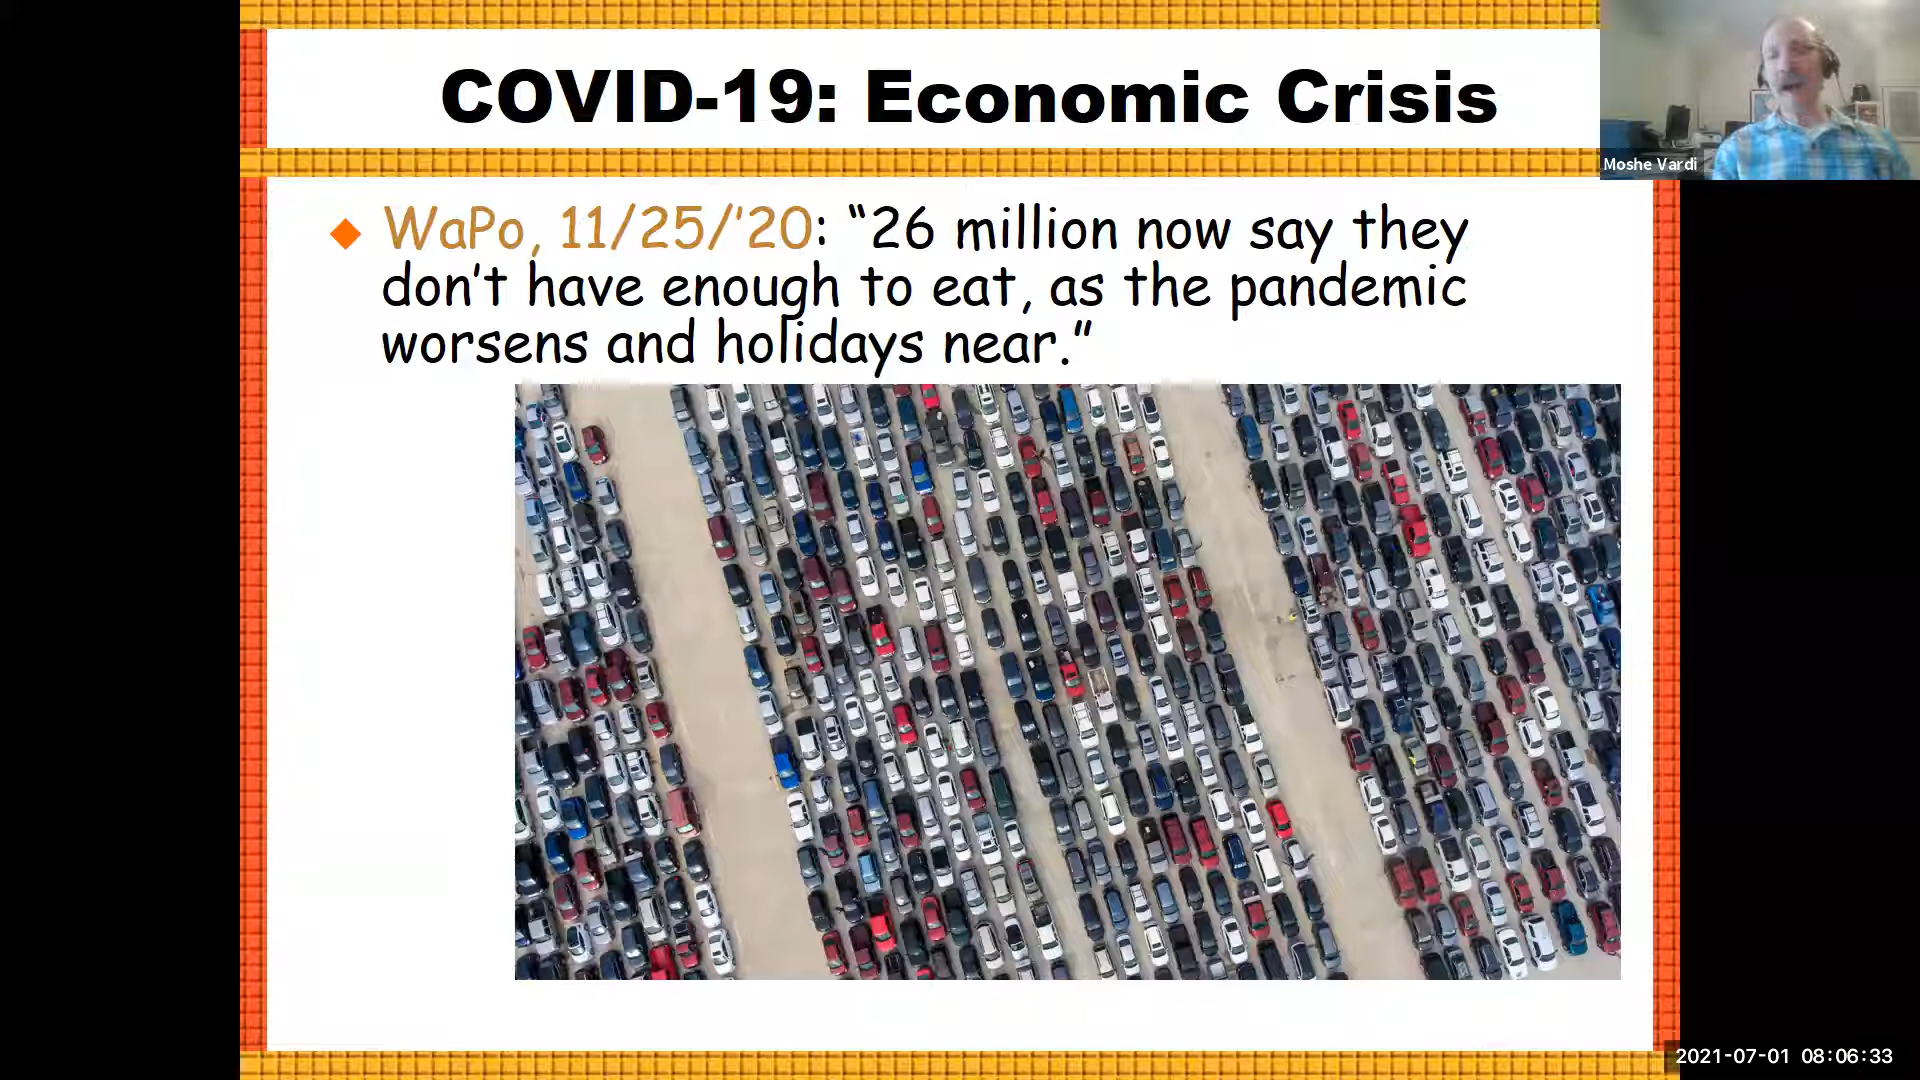 COVID-19: Economic Crisis
Moshe Vardi
WaPo, 11/25/’20: “26 million now say they
don’t have enough to eat, as the pandemic
worsens and holidays near.”
2021-07-01 08:06:33